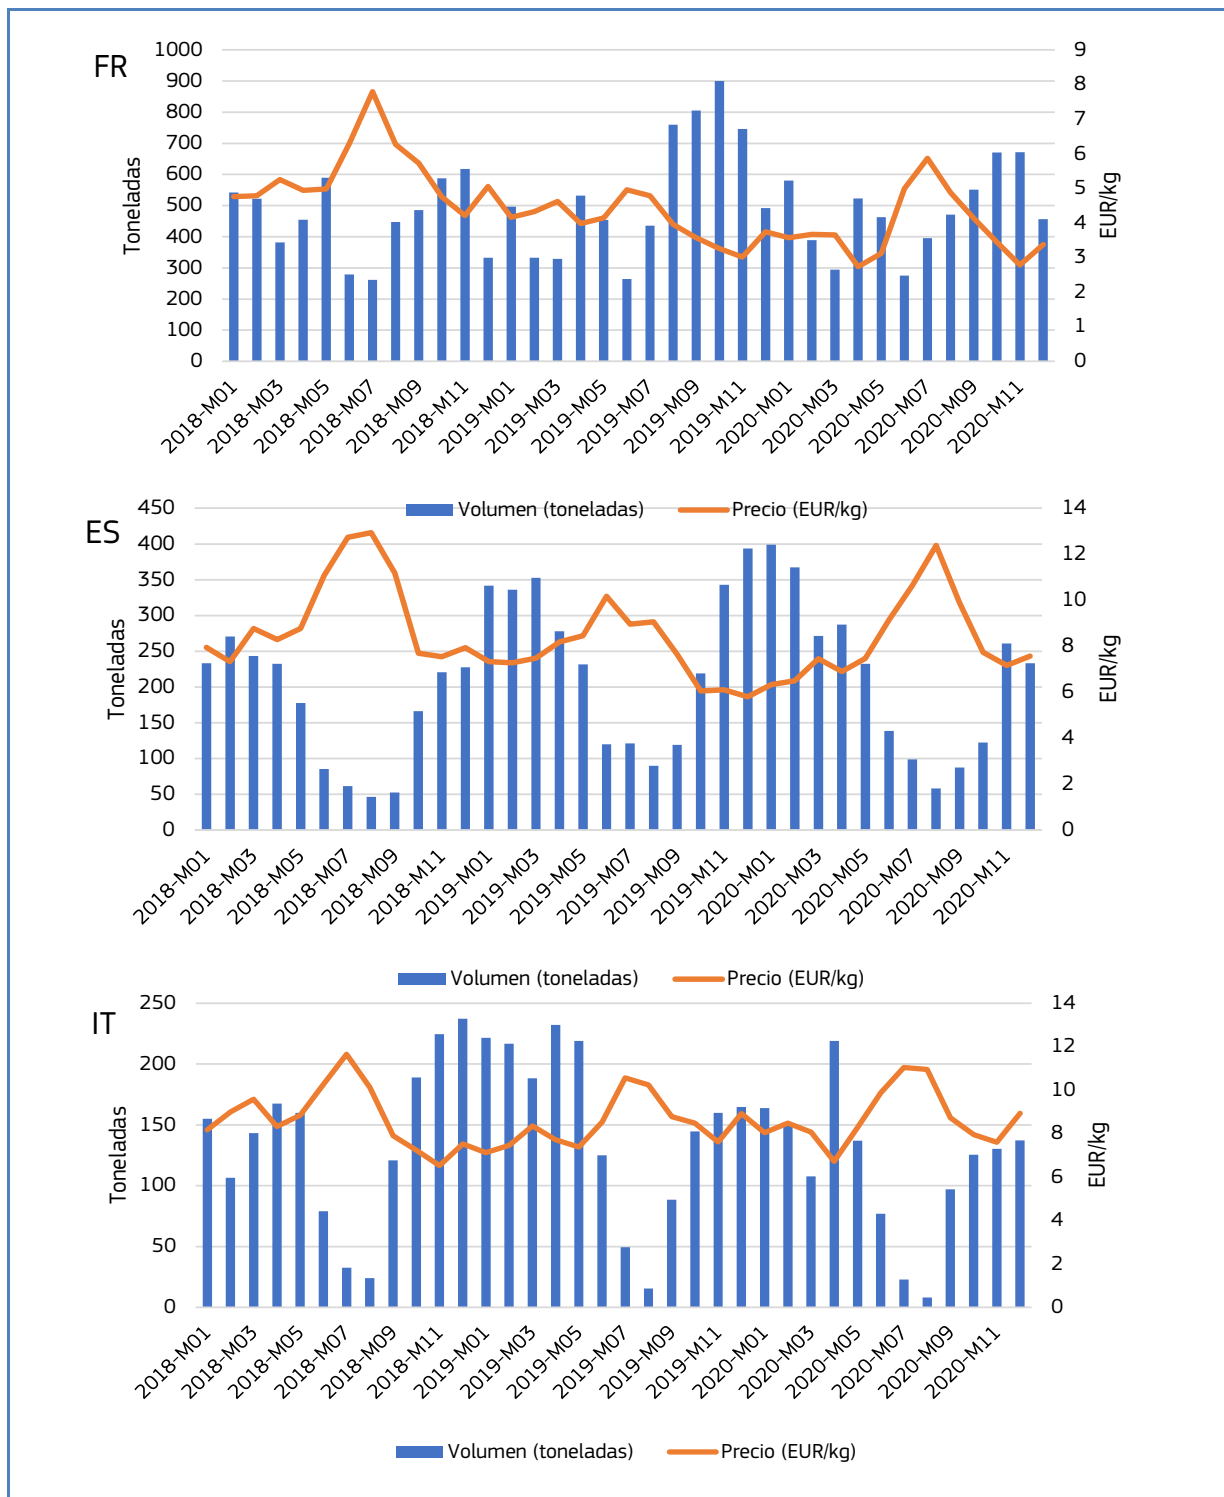 FR
Toneladas
1000
900
800
700
600
500
400
300
200
100
0
9
8
7
6
5
4
3
2
1
0
EUR/kg
2018-M01
2018-M03
2018-M05
2018-M07
2018-M09
2018-M11
2019-M01
2019-M03
2019-M05
2019-M07
2019-M09
2019-M11
2020-M01
2020-M03
2020-M05
2020-M07
2020-M09
2020-M11
Volumen (toneladas) Precio (EUR/kg)
ES
Toneladas
450
400
350
300
250
200
150
100
50
0
14
12
10
8
6
4
2
0
EUR/kg
2018-M01
2018-M03
2018-M05
2018-M07
2018-M09
2018-M11
2019-M01
2019-M03
2019-M05
2019-M07
2019-M09
2019-M11
2020-M01
2020-M03
2020-M05
2020-M07
2020-M09
2020-M11
Volumen (toneladas) Precio (EUR/kg)
IT
Toneladas
250
200
150
100
50
0
14
12
10
8
6
4
2
0
EUR/kg
2018-M01
2018-M03
2018-M05
2018-M07
2018-M09
2018-M11
2019-M01
2019-M03
2019-M05
2019-M07
2019-M09
2019-M11
2020-M01
2020-M03
2020-M05
2020-M07
2020-M09
2020-M11
Volumen (toneladas) Precio (EUR/kg)